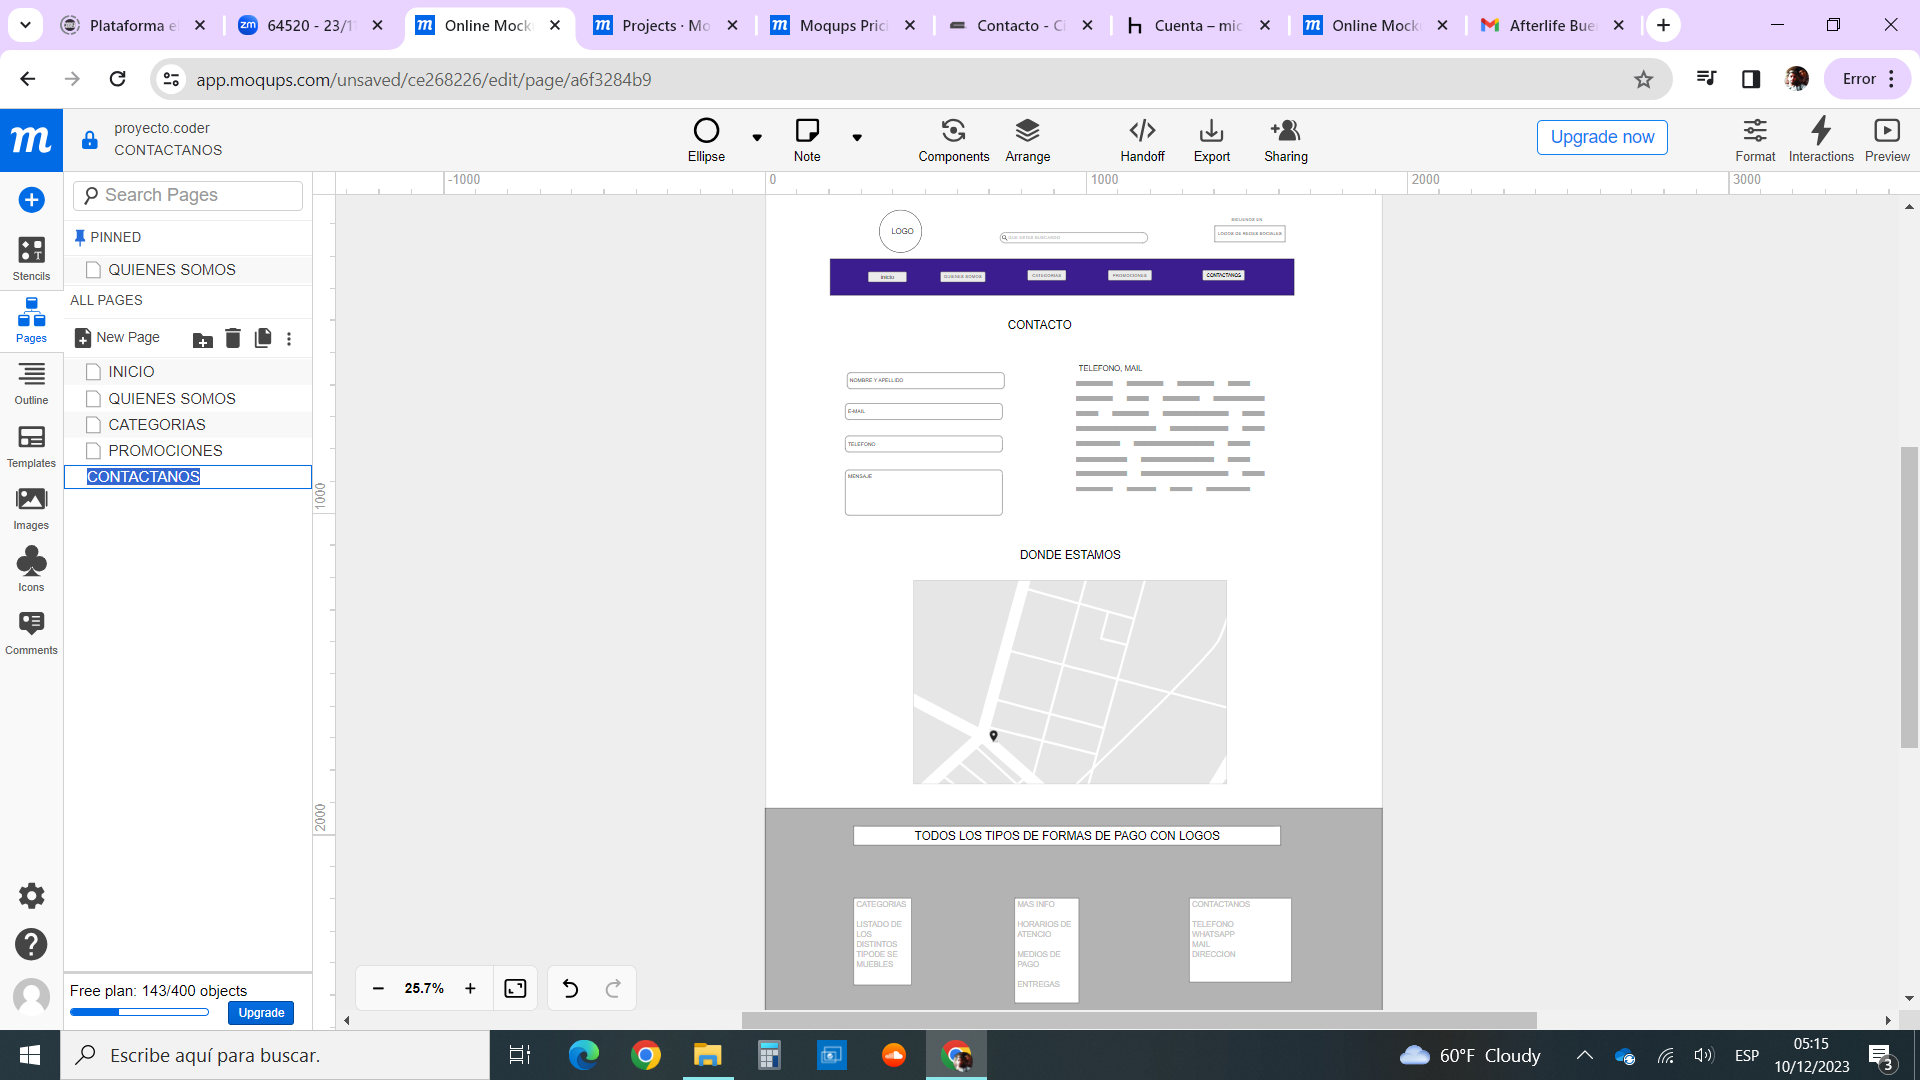 Plataforma e
64520 - 23/1
Online Mock
Projects · Mo
Moqups Prici
Contacto - Ci
Cuenta – mic
Online Mock
Afterlife Bue
app.moqups.com/unsaved/ce268226/edit/page/a6f3284b9
Error
proyecto.coder
CONTACTANOS
Ellipse
Note
Components
Arrange
Handoff
Export
Sharing
Upgrade now
Format
Interactions
Preview
Search Pages
PINNED
QUIENES SOMOS
ALL PAGES
New Page
INICIO
QUIENES SOMOS
CATEGORIAS
PROMOCIONES
CONTACTANOS
Stencils
Pages
Outline
Templates
Images
Icons
Comments
Free plan: 143/400 objects
Upgrade
-1000
0
1000
2000
3000
1000
2000
LOGO
SIGUENOS EN
LOGOS DE REDES SOCIALES
Inicio
QUIENES SOMOS
CATEGORIAS
PROMOCIONES
CONTACTANOS
CONTACTO
NOMBRE Y APELLIDO
E-MAIL
TELEFONO
MENSAJE
TELEFONO, MAIL
DONDE ESTAMOS
TODOS LOS TIPOS DE FORMAS DE PAGO CON LOGOS
CATEGORIAS
LISTADO DE
LOS
DISTINTOS
TIPODE SE
MUEBLES
MAS INFO
HORARIOS DE
ATENCIO
MEDIOS DE
PAGO
ENTREGAS
CONTACTANOS
TELEFONO
WHATSAPP
MAIL
DIRECCION
25.7%
Escribe aquí para buscar.
60°F Cloudy
ESP
05:15
10/12/2023
3